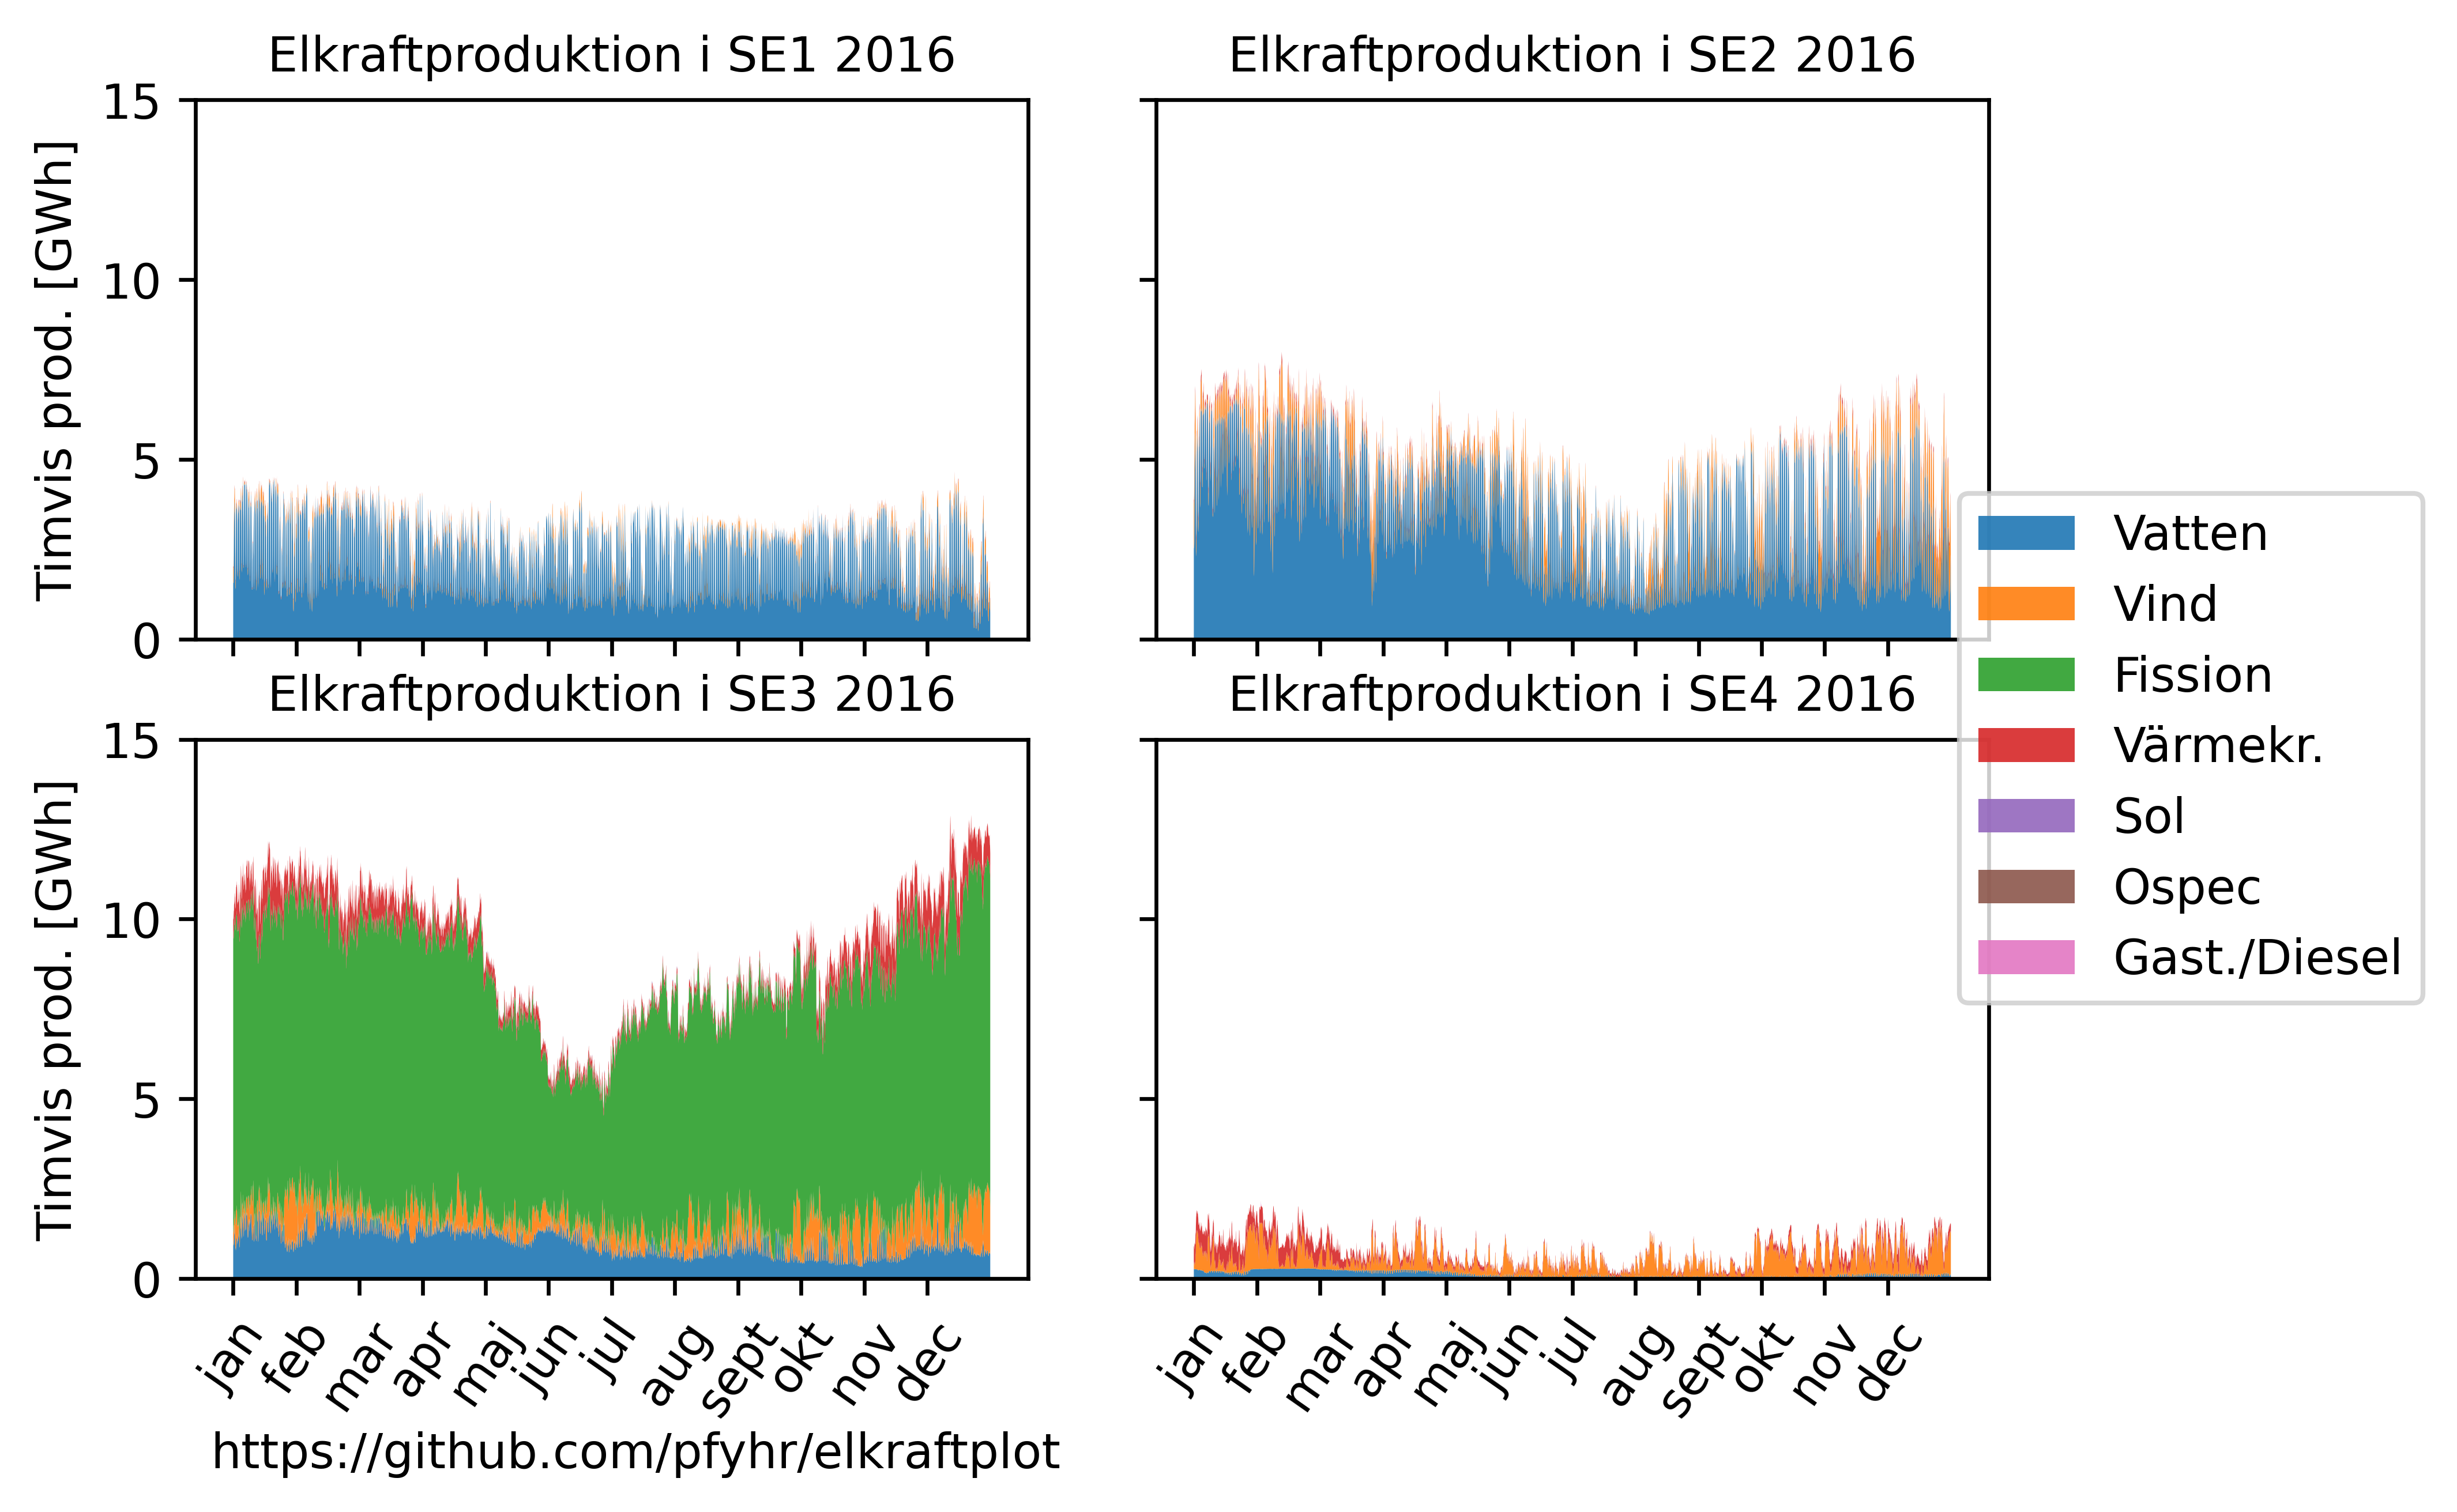 Elkraftproduktion i SE1 2016
Elkraftproduktion i SE2 2016
Timvis prod. [GWh]
15
10
5
0
Elkraftproduktion i SE3 2016
Elkraftproduktion i SE4 2016
Timvis prod. [GWh]
15
10
5
0
jan
feb
mar
apr
maj
jun
jul
aug
sept
okt
nov
dec
jan
feb
mar
apr
maj
jun
jul
aug
sept
okt
nov
dec
Vatten
Vind
Fission
Värmekr.
Sol
Ospec
Gast./Diesel
https://github.com/pfyhr/elkraftplot